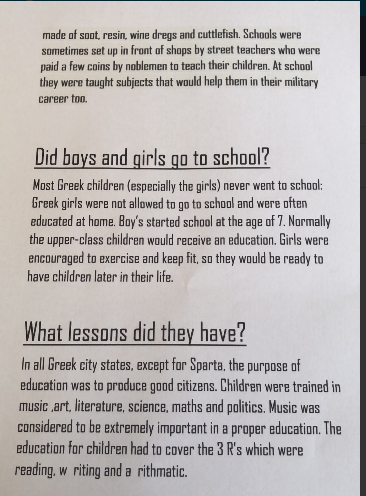 made of soot, resin, wine dregs and cuttlefish. Schools were
sometimes set up in front of shops by street teachers who were
paid a few coins by noblemen to teach their children. At school
they were taught subjects that would help them in their military
career too.
Did boys and girls go to school?
Most Greek children (especially the girls) never went to school:
Greek girls were not allowed to go to school and were often
educated at home. Boy's started school at the age of 7. Normally
the upper-class children would receive an education. Girls were
encouraged to exercise and keep fit, so they would be ready to
have children later in their life.
What lessons did they have?
In all Greek city states, except for Sparta, the purpose of
education was to produce good citizens. Children were trained in
music ,art, literature, science, maths and politics. Music was
considered to be extremely important in a proper education. The
education for children had to cover the 3 R's which were
reading, w riting and a rithmatic.